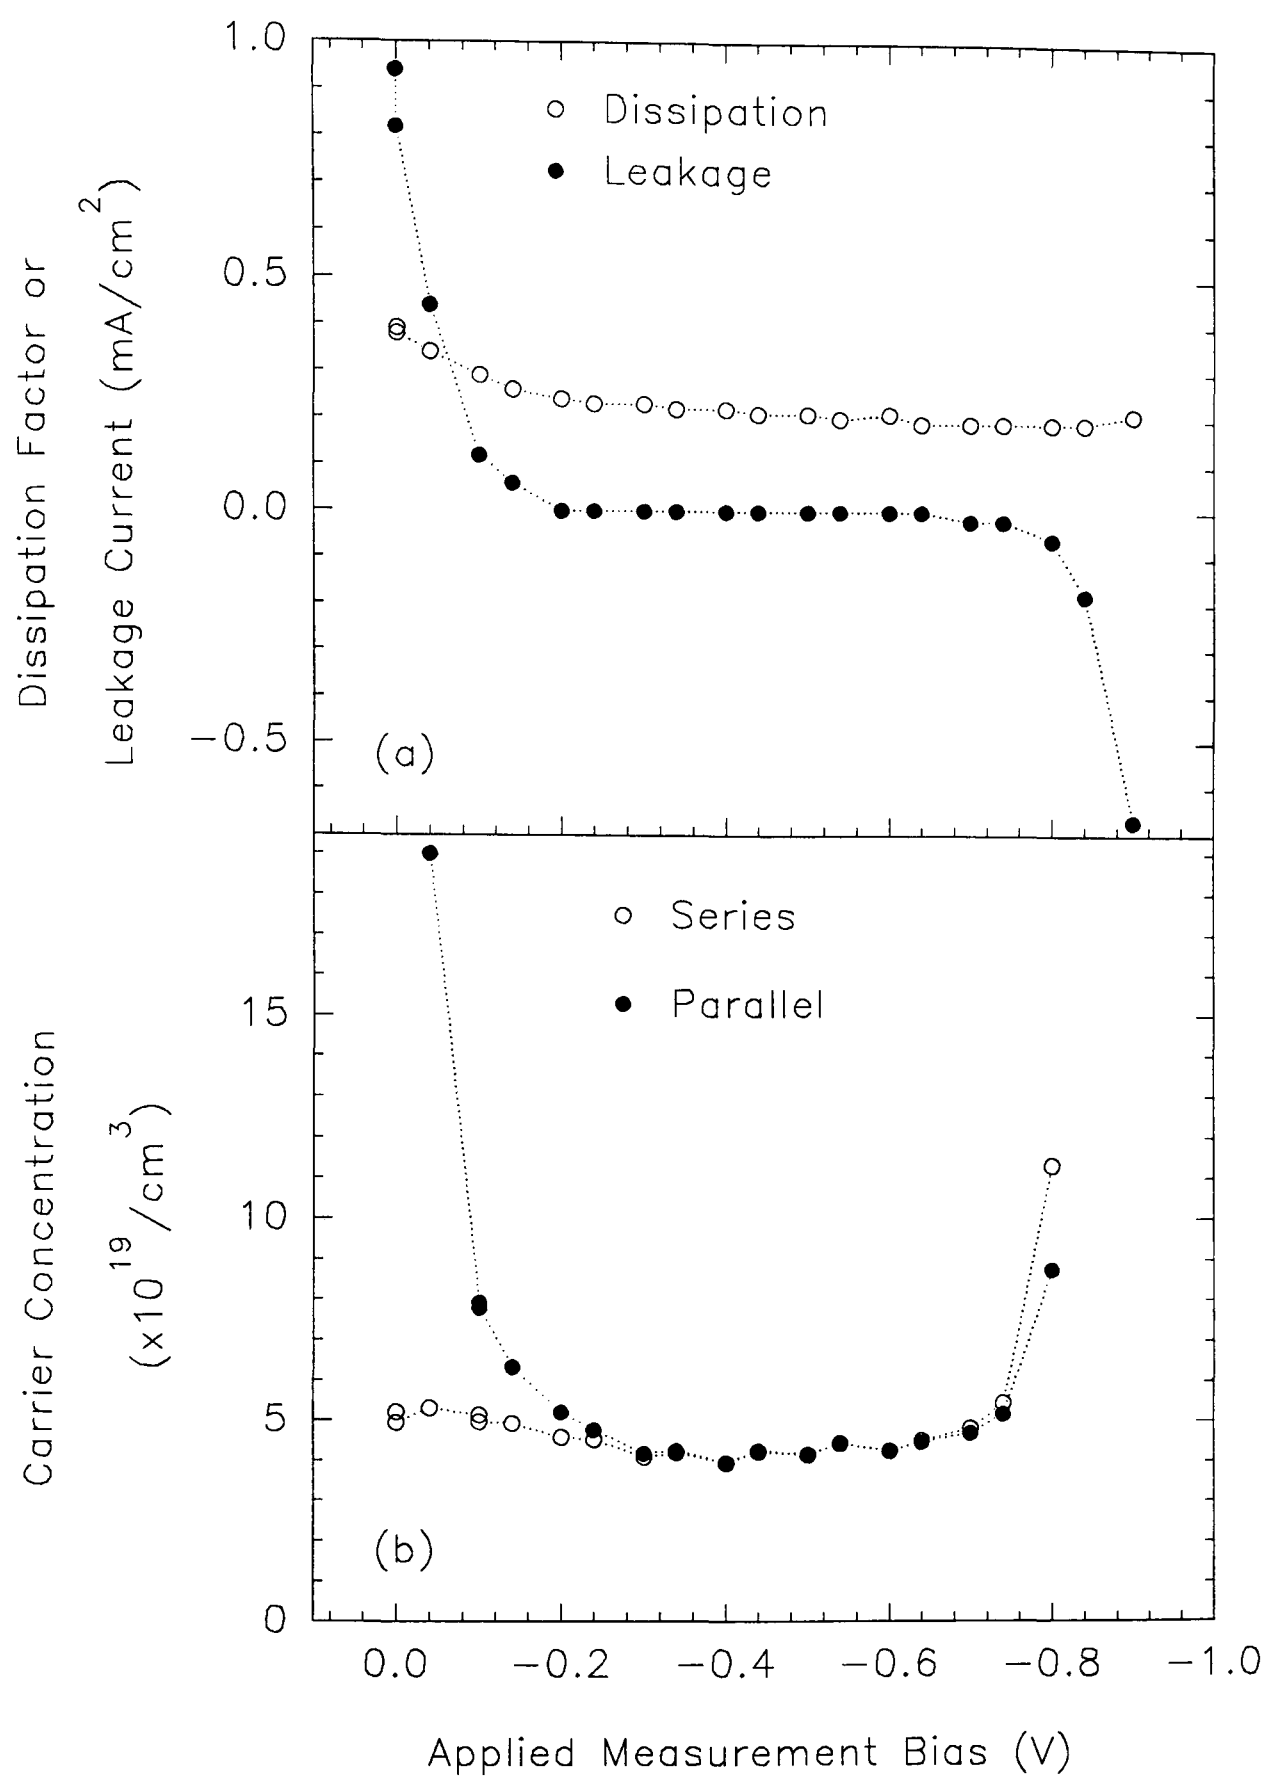 1.0
0.5
0.0
−0.5
Dissipation Factor or
Leakage Current (mA/cm²)
Dissipation
Leakage
(a)
15
10
5
0
Carrier Concentration
(x10¹⁹/cm³)
Series
Parallel
(b)
0.0 −0.2 −0.4 −0.6 −0.8 −1.0
Applied Measurement Bias (V)